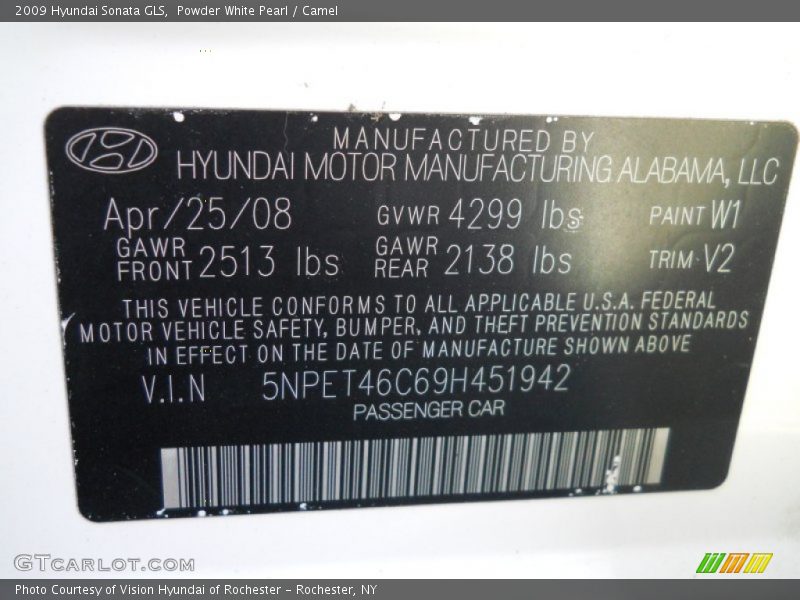 2009 Hyundai Sonata GLS, Powder White Pearl / Camel
MANUFACTURED BY
HYUNDAI MOTOR MANUFACTURING ALABAMA, LLC
Apr/25/08 GVWR 4299 lbs PAINT W1
GAWR FRONT 2513 lbs GAWR REAR 2138 lbs TRIM V2
THIS VEHICLE CONFORMS TO ALL APPLICABLE U.S.A. FEDERAL
MOTOR VEHICLE SAFETY, BUMPER, AND THEFT PREVENTION STANDARDS
IN EFFECT ON THE DATE OF MANUFACTURE SHOWN ABOVE
V.I.N 5NPET46C69H451942
PASSENGER CAR
GTcarlot.com
Photo Courtesy of Vision Hyundai of Rochester - Rochester, NY